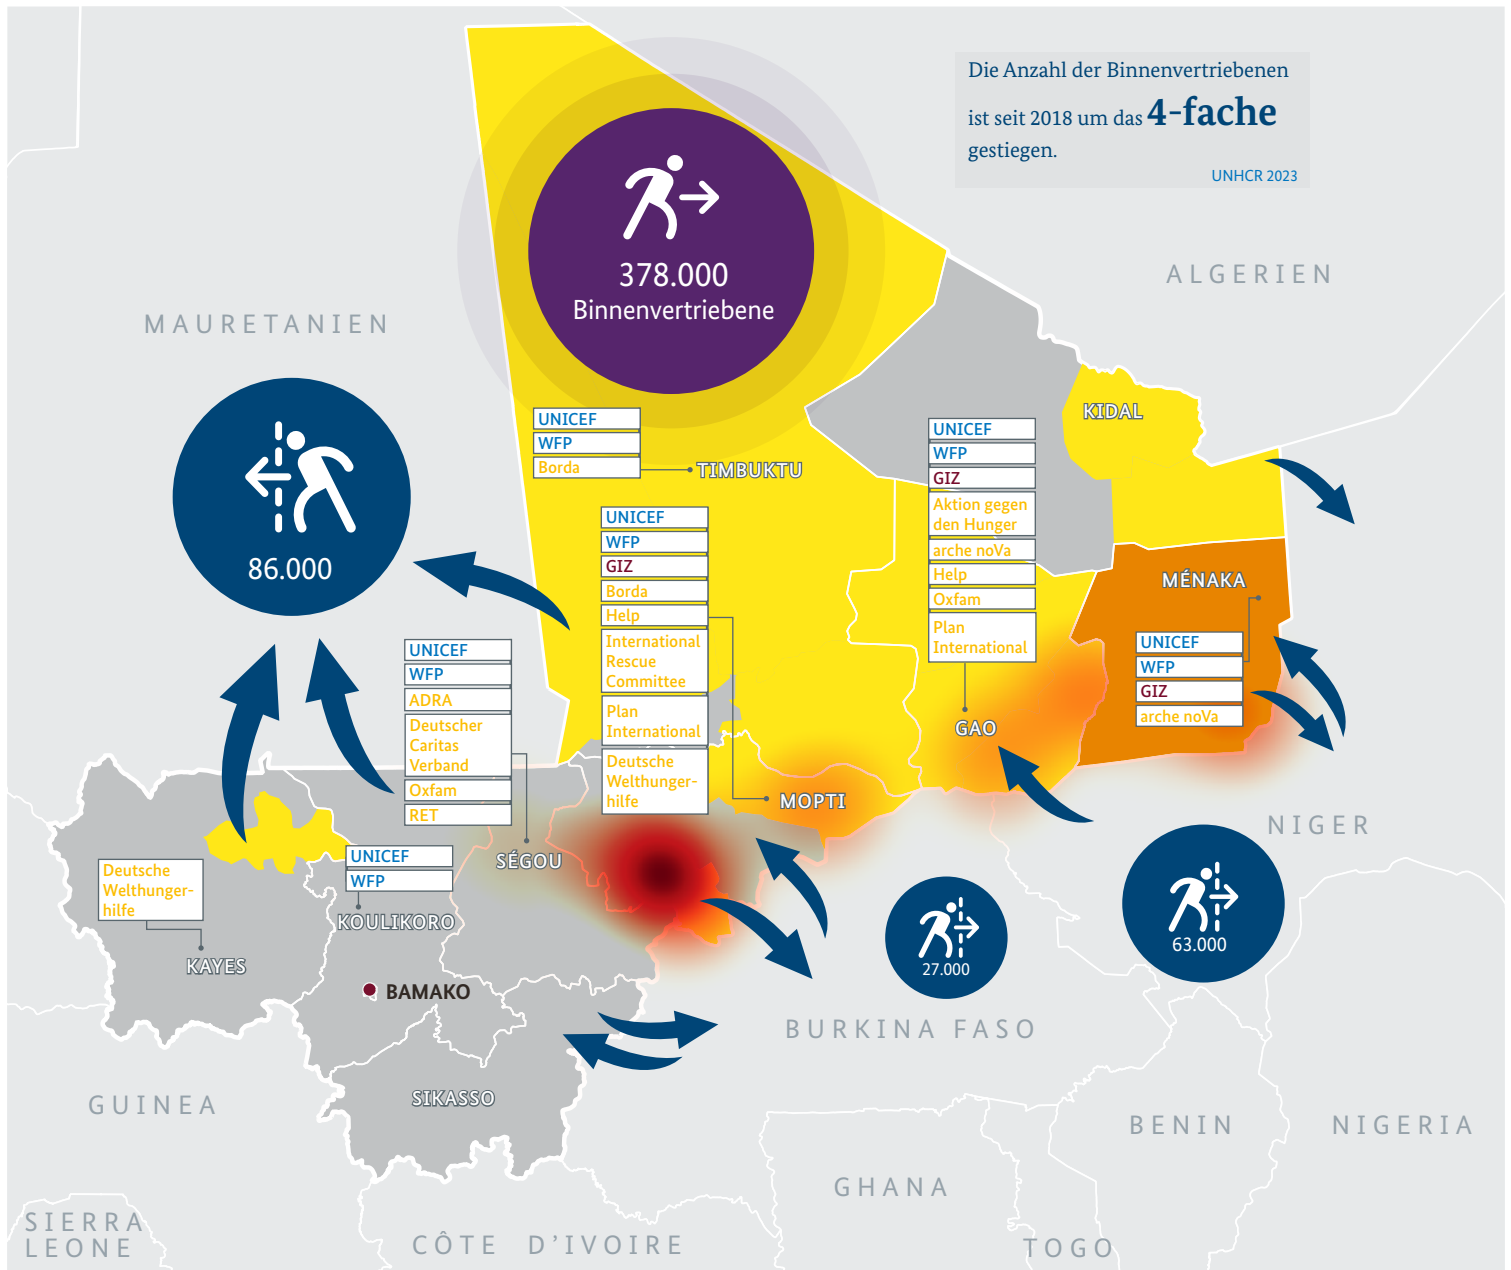 Die Anzahl der Binnenvertriebenen
ist seit 2018 um das 4-fache
gestiegen.
UNHCR 2023
378.000
Binnenvertriebene
ALGERIEN
MAURETANIEN
86.000
UNICEF
WFP
Borda
TIMBUKTU
UNICEF
WFP
GIZ
Borda
Help
International
Rescue
Committee
Plan
International
Deutsche
Welthunger-
hilfe
MOPTI
UNICEF
WFP
GIZ
Aktion gegen
den Hunger
arche noVa
Help
Oxfam
Plan
International
GAO
KIDAL
MÉNAKA
UNICEF
WFP
GIZ
arche noVa
UNICEF
WFP
ADRA
Deutscher
Caritas
Verband
Oxfam
RET
SÉGOU
UNICEF
WFP
KOULIKORO
Deutsche
Welthunger-
hilfe
KAYES
BAMAKO
SIKASSO
NIGER
63.000
27.000
BURKINA FASO
GUINEA
BENIN
NIGERIA
GHANA
SIERRA
LEONE
CÔTE D'IVOIRE
TOGO